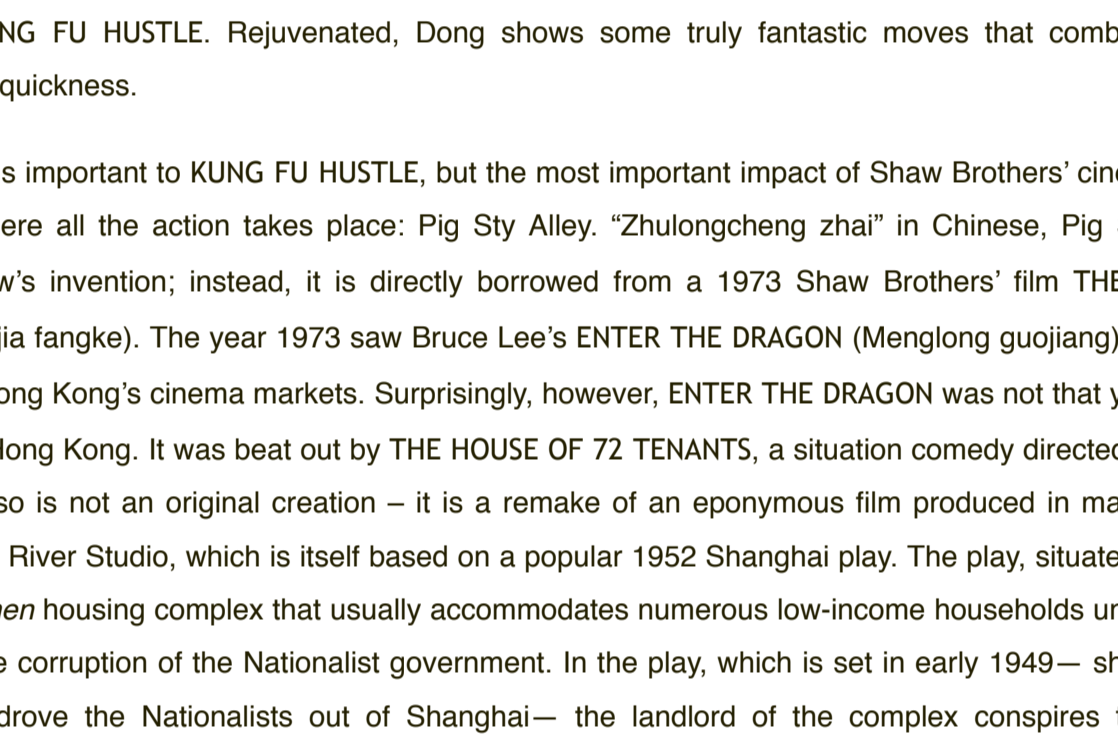 NG FU HUSTLE. Rejuvenated, Dong shows some truly fantastic moves that comb
quickness.
s important to KUNG FU HUSTLE, but the most important impact of Shaw Brothers’ cin
ere all the action takes place: Pig Sty Alley. “Zhulongcheng zhai” in Chinese, Pig
w’s invention; instead, it is directly borrowed from a 1973 Shaw Brothers’ film THE
jia fangke). The year 1973 saw Bruce Lee’s ENTER THE DRAGON (Menglong guojiang)
ong Kong’s cinema markets. Surprisingly, however, ENTER THE DRAGON was not that y
Hong Kong. It was beat out by THE HOUSE OF 72 TENANTS, a situation comedy directed
so is not an original creation – it is a remake of an eponymous film produced in ma
River Studio, which is itself based on a popular 1952 Shanghai play. The play, situate
en housing complex that usually accommodates numerous low-income households un
e corruption of the Nationalist government. In the play, which is set in early 1949— sh
drove the Nationalists out of Shanghai— the landlord of the complex conspires